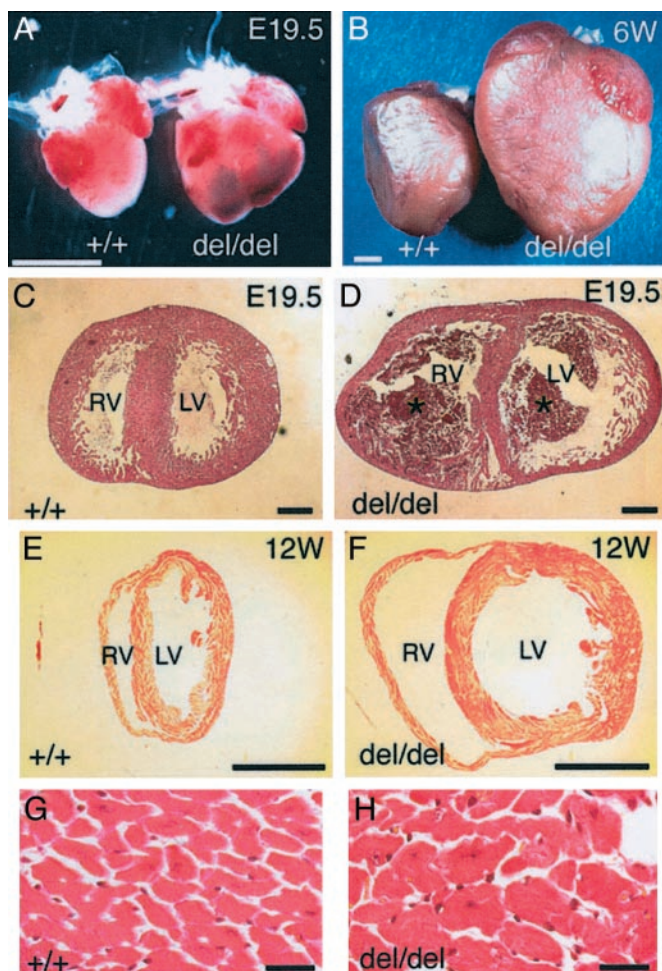 A E19.5
+/+ del/del
B 6W
+/+ del/del
C E19.5
RV LV
+/+
D E19.5
RV LV
* *
del/del
E 12W
RV LV
+/+
F 12W
RV LV
del/del
G
+/+
H
del/del